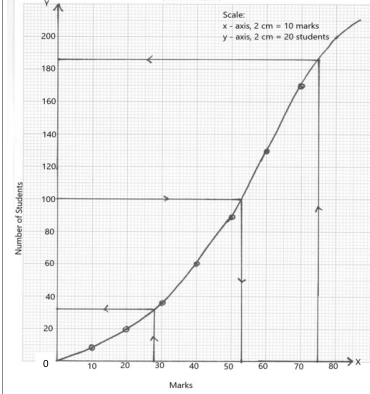 Y
Scale:
x - axis, 2 cm = 10 marks
y - axis, 2 cm = 20 students
200
180
160
140
120
100
80
60
40
20
0
10 20 30 40 50 60 70 80 X
Number of Students
Marks